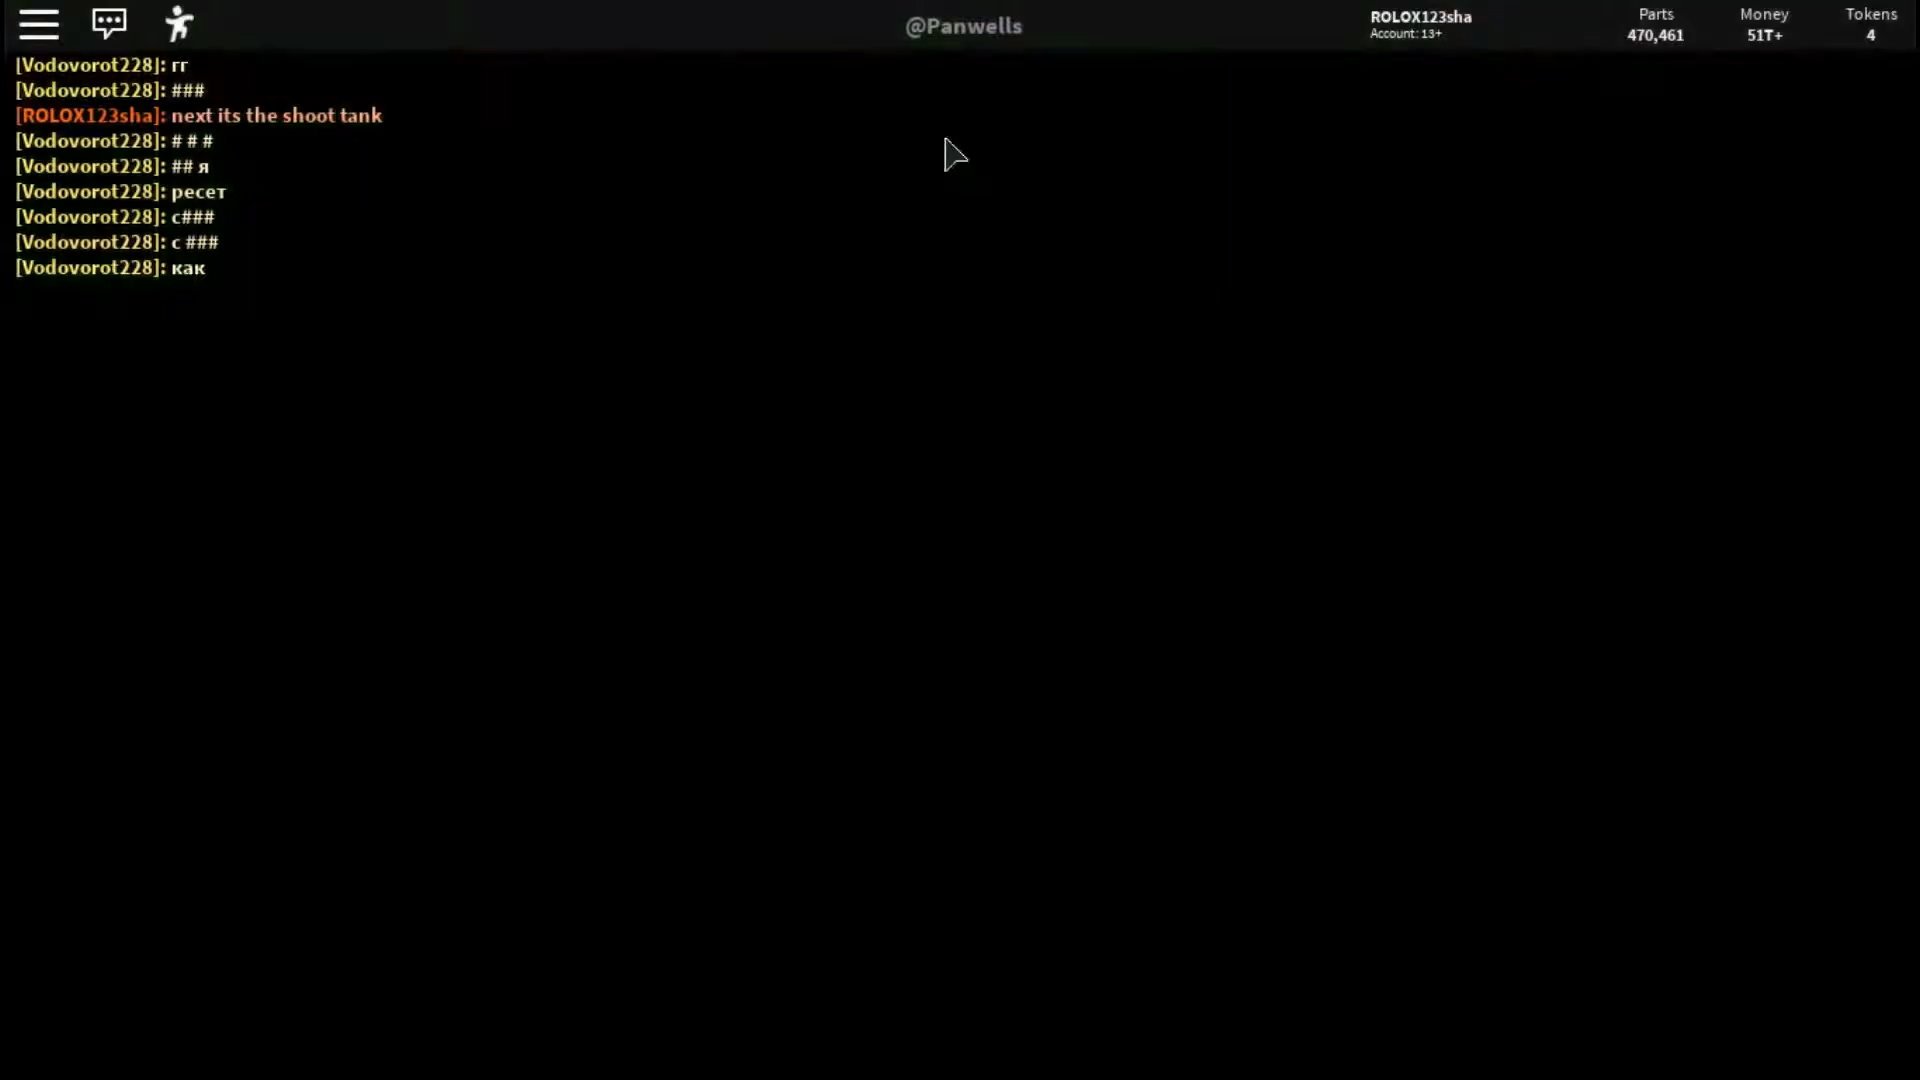 @Panwells
ROLOX123sha
Account: 13+
Parts
470,461
Money
51T+
Tokens
4
[Vodovorot228]: гг
[Vodovorot228]: ###
[ROLOX123sha]: next its the shoot tank
[Vodovorot228]: # # #
[Vodovorot228]: ## я
[Vodovorot228]: ресет
[Vodovorot228]: с###
[Vodovorot228]: с ###
[Vodovorot228]: как